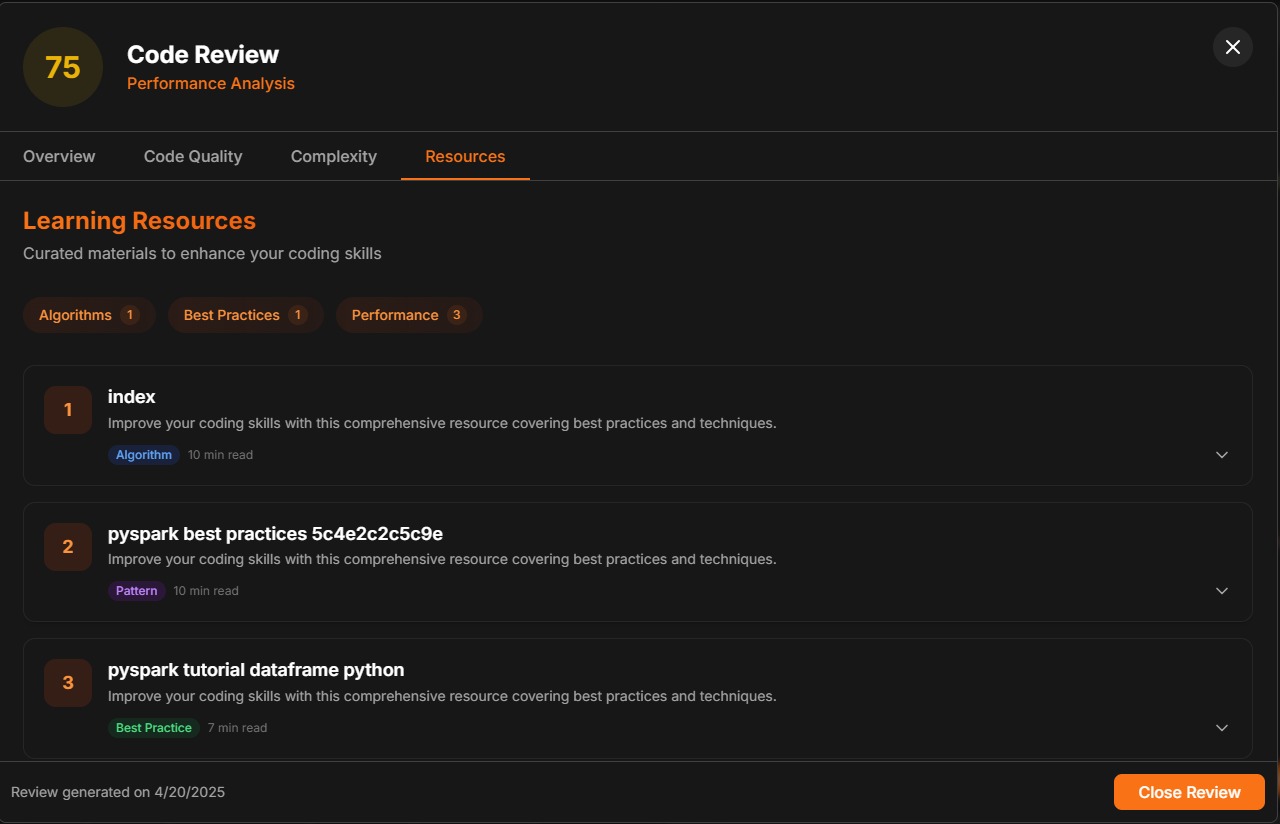 75
Code Review
Performance Analysis
Overview Code Quality Complexity Resources
Learning Resources
Curated materials to enhance your coding skills
Algorithms 1 Best Practices 1 Performance 3
1
index
Improve your coding skills with this comprehensive resource covering best practices and techniques.
Algorithm 10 min read
2
pyspark best practices 5c4e2c2c5c9e
Improve your coding skills with this comprehensive resource covering best practices and techniques.
Pattern 10 min read
3
pyspark tutorial dataframe python
Improve your coding skills with this comprehensive resource covering best practices and techniques.
Best Practice 7 min read
Review generated on 4/20/2025 Close Review